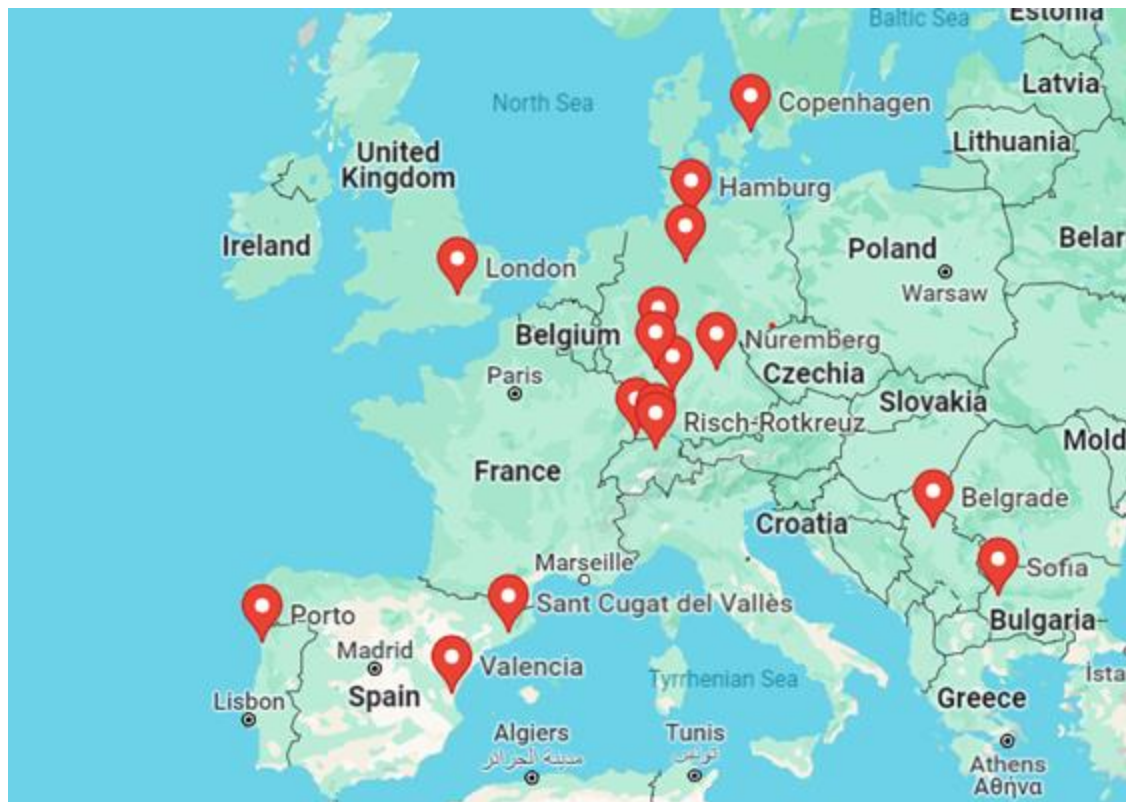 Baltic Sea
Estonia
Latvia
North Sea
Copenhagen
Lithuania
United
Kingdom
Hamburg
Ireland
London
Poland
Belar
Warsaw
Belgium
Nuremberg
Paris
Czechia
Slovakia
Risch-Rotkreuz
Mold
France
Belgrade
Croatia
Marseille
Sofia
Sant Cugat del Vallès
Porto
Bulgaria
Madrid
Valencia
Tyrrhenian Sea
Spain
Lisbon
Greece
İsta
Algiers
مدينة الجزائر
Tunis
تونس
Athens
Αθήνα